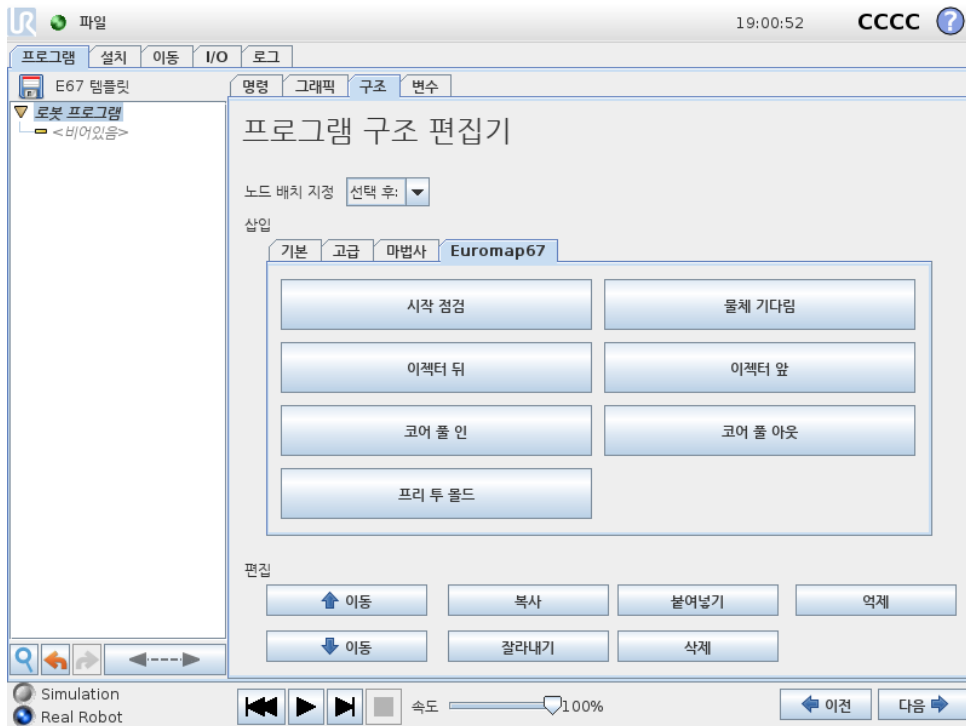 UR 파일 19:00:52 CCCC ?
프로그램 설치 이동 I/O 로그
E67 템플릿 명령 그래픽 구조 변수
로봇 프로그램
<비어있음>
프로그램 구조 편집기
노드 배치 지정 선택 후:
삽입
기본 고급 마법사 Euromap67
시작 점검 물체 기다림
이젝터 뒤 이젝터 앞
코어 풀 인 코어 풀 아웃
프리 투 몰드
편집
이동 복사 붙여넣기 억제
이동 잘라내기 삭제
Simulation
Real Robot
속도 100% 이전 다음